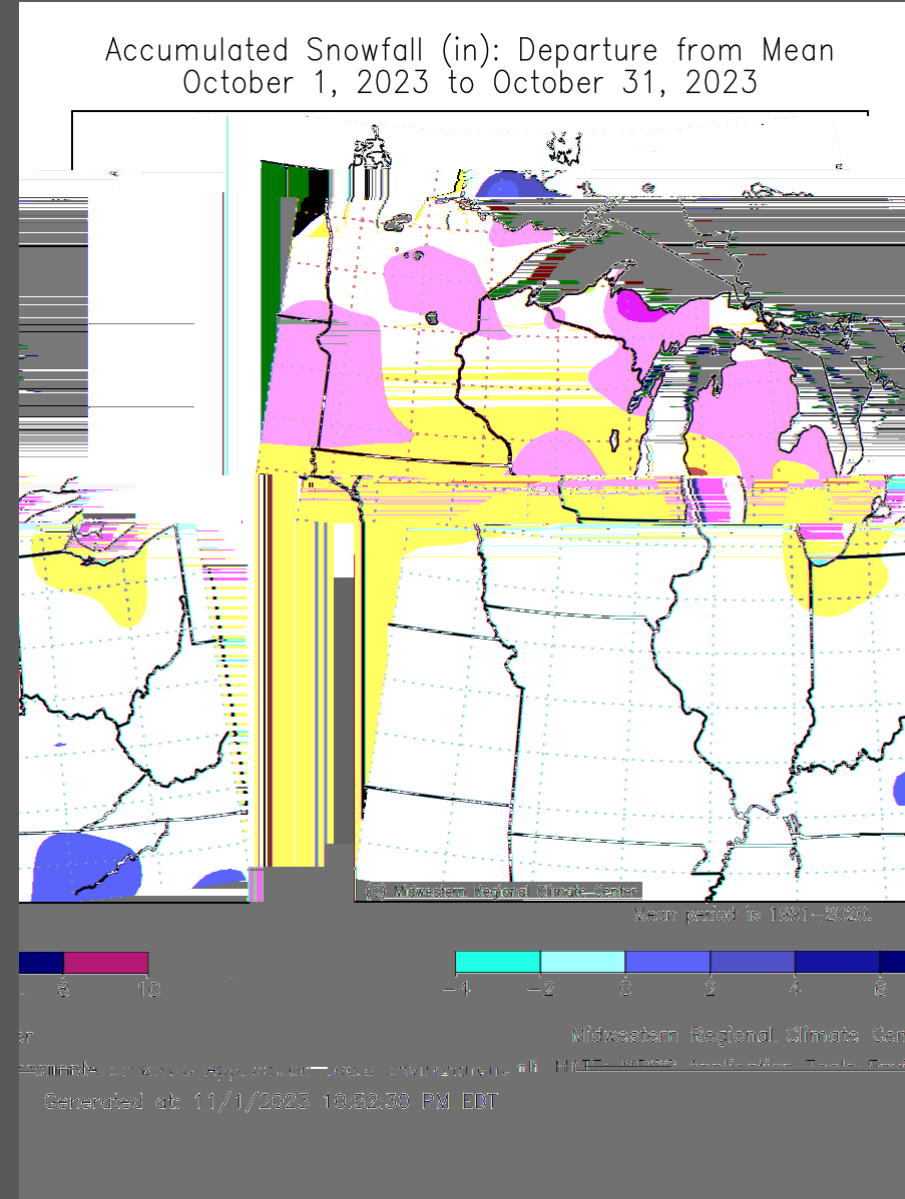 Accumulated Snowfall (in): Departure from Mean
October 1, 2023 to October 31, 2023
(c) Midwestern Regional Climate Center
Mean period is 1991-2020.
8 10 -4 -2 0 2 4 6
er Midwestern Regional Climate Cen
Generated at: 11/1/2023 10:52:30 PM EDT